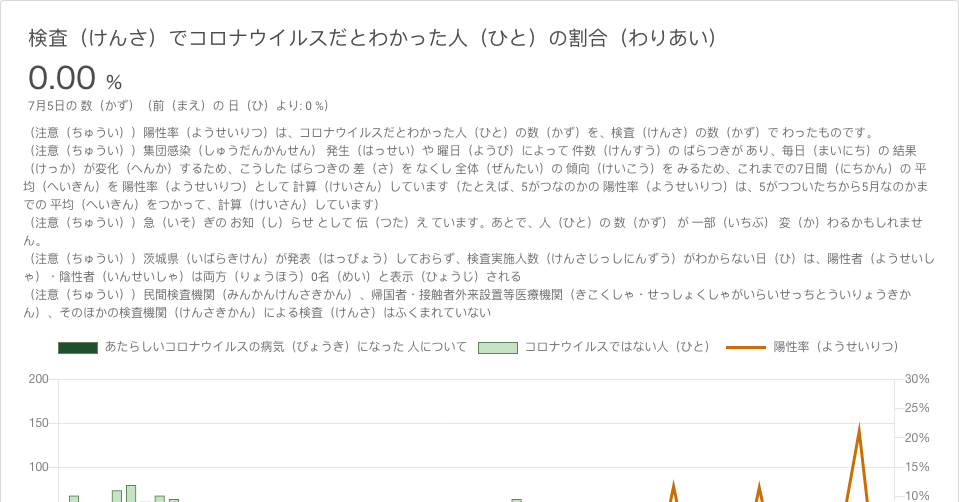 検査（けんさ）でコロナウイルスだとわかった人（ひと）の割合（わりあい）
0.00 %
7月5日の 数（かず）（前（まえ）の 日（ひ）より: 0 %）
（注意（ちゅうい））陽性率（ようせいりつ）は、コロナウイルスだとわかった人（ひと）の数（かず）を、検査（けんさ）の数（かず）で わったものです。
（注意（ちゅうい））集団感染（しゅうだんかんせん） 発生（はっせい）や 曜日（ようび）によって 件数（けんすう）の ばらつきが あり、毎日（まいにち）の 結果
（けっか）が変化（へんか）するため、こうした ばらつきの 差（さ）を なくし 全体（ぜんたい）の 傾向（けいこう）を みるため、これまでの7日間（にちかん）の 平
均（へいきん）を 陽性率（ようせいりつ）として 計算（けいさん）しています（たとえば、5がつなのかの 陽性率（ようせいりつ）は、5がつついたちから5月なのかま
での 平均（へいきん）をつかって、計算（けいさん）しています）
（注意（ちゅうい））急（いそ）ぎの お知（し）らせ として 伝（つた）え ています。あとで、人（ひと）の 数（かず） が 一部（いちぶ） 変（か）わるかもしれませ
ん。
（注意（ちゅうい））茨城県（いばらきけん）が発表（はっぴょう）しておらず、検査実施人数（けんさじっしにんずう）がわからない日（ひ）は、陽性者（ようせいし
ゃ）・陰性者（いんせいしゃ）は両方（りょうほう）0名（めい）と表示（ひょうじ）される
（注意（ちゅうい））民間検査機関（みんかんけんさきかん）、帰国者・接触者外来設置等医療機関（きこくしゃ・せっしょくしゃがいらいせっちとういりょうきか
ん）、そのほかの検査機関（けんさきかん）による検査（けんさ）はふくまれていない
あたらしいコロナウイルスの病気（びょうき）になった 人について コロナウイルスではない人（ひと） 陽性率（ようせいりつ）
200 30%
25%
150 20%
100 15%
10%